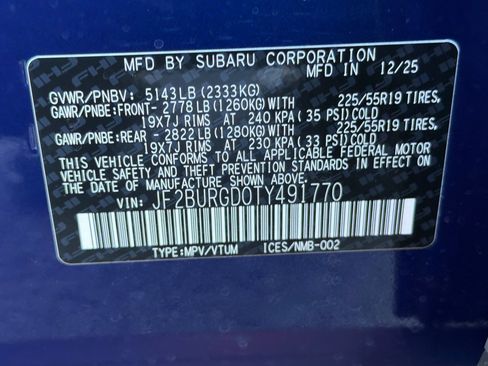 MFD BY SUBARU CORPORATION
MFD IN 12/25
GVWR/PNBV: 5143LB (2333KG)
GAWR/PNBE:FRONT- 2778 LB (1260KG) WITH 225/55R19 TIRES,
19X7J RIMS AT 240 KPA (35 PSI) COLD
GAWR/PNBE:REAR - 2822 LB (1280KG) WITH 225/55R19 TIRES,
19X7J RIMS AT 230 KPA (33 PSI) COLD
THIS VEHICLE CONFORMS TO ALL APPLICABLE FEDERAL MOTOR
VEHICLE SAFETY AND THEFT PREVENTION STANDARDS
IN EFFECT ON THE DATE OF MANUFACTURE SHOWN ABOVE.
VIN: JF2BURGD0TY491770
TYPE:MPV/VTUM ICES/NMB-002